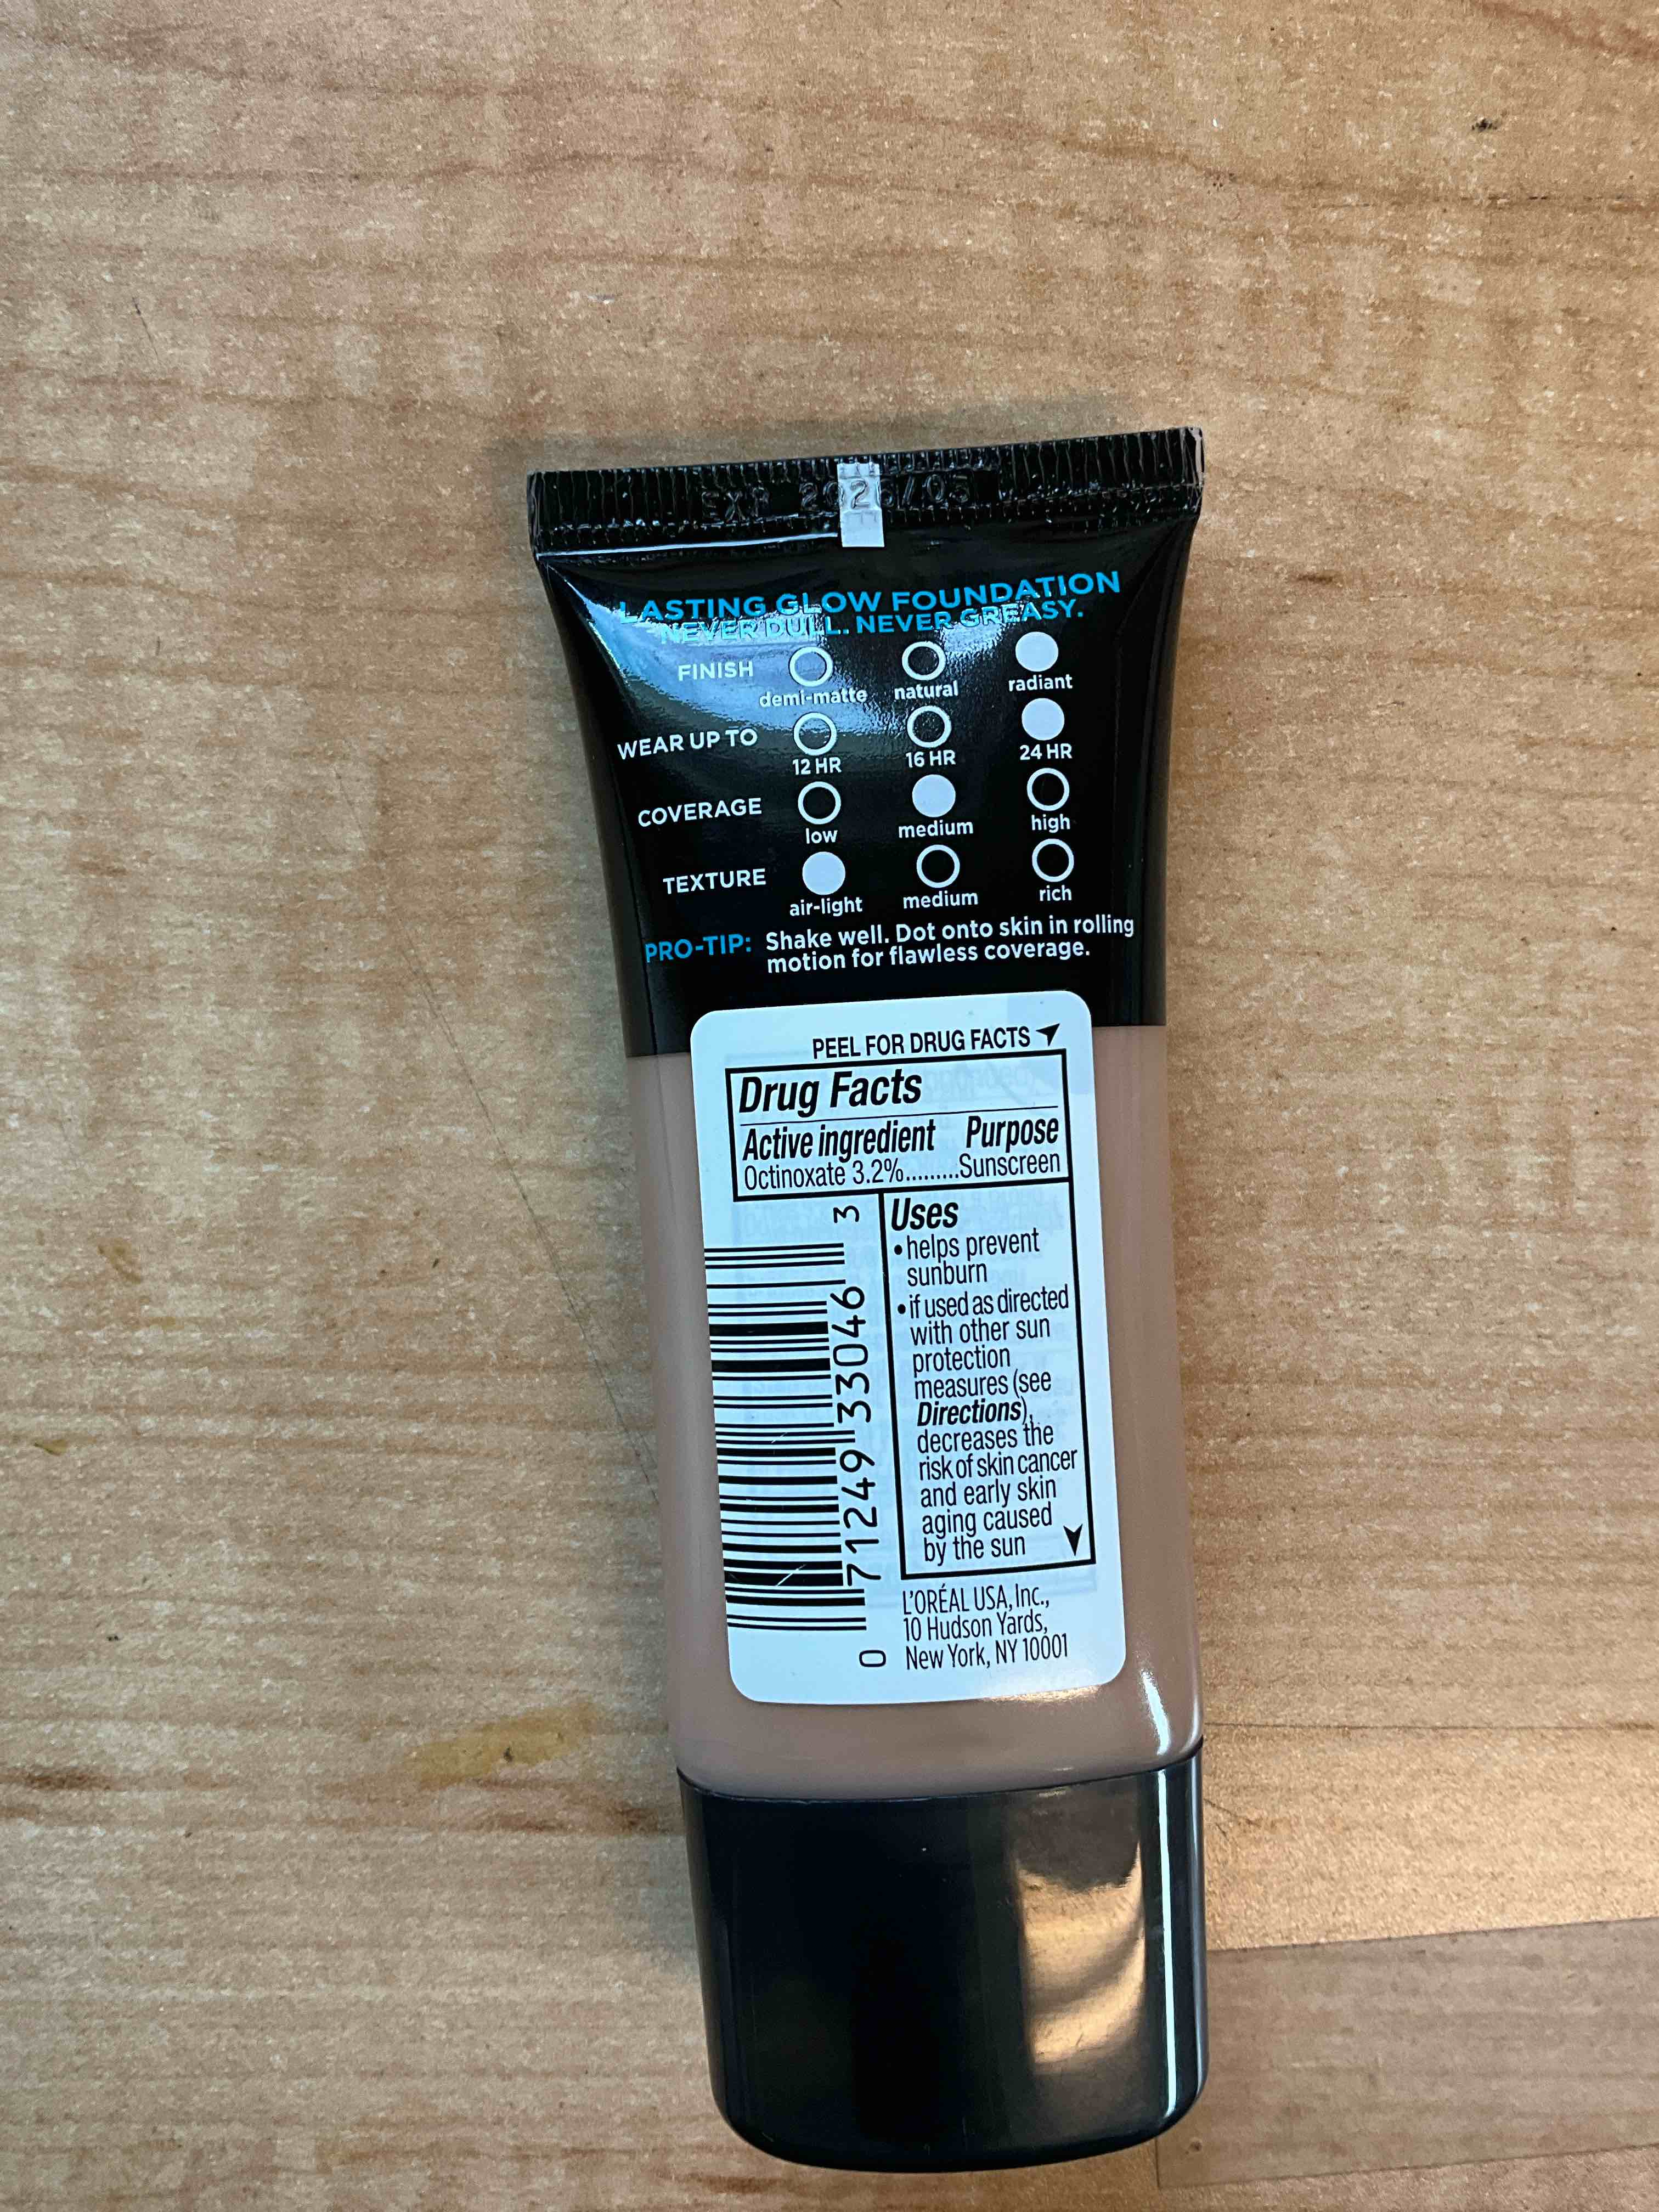 EXP 2026/05
LASTING GLOW FOUNDATION
NEVER DULL. NEVER GREASY.
FINISH
demi-matte natural radiant
WEAR UP TO
12 HR 16 HR 24 HR
COVERAGE
low medium high
TEXTURE
air-light medium rich
PRO-TIP: Shake well. Dot onto skin in rolling
motion for flawless coverage.
PEEL FOR DRUG FACTS
Drug Facts
Active ingredient Purpose
Octinoxate 3.2%.........Sunscreen
Uses
•helps prevent
sunburn
•if used as directed
with other sun
protection
measures (see
Directions),
decreases the
risk of skin cancer
and early skin
aging caused
by the sun
L'ORÉAL USA, Inc.,
10 Hudson Yards,
New York, NY 10001
0 71249 33046 3